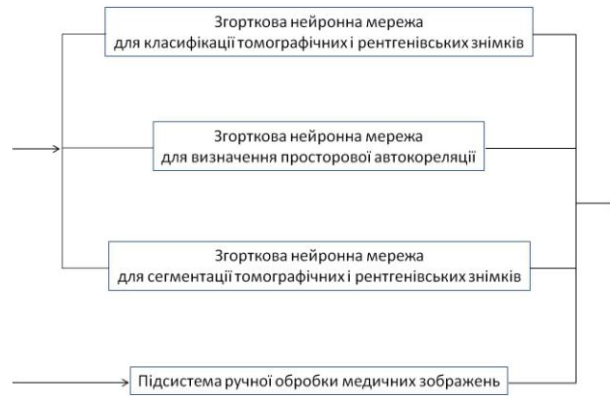 Згорткова нейронна мережа
для класифікації томографічних і рентгенівських знімків
Згорткова нейронна мережа
для визначення просторової автокореляції
Згорткова нейронна мережа
для сегментації томографічних і рентгенівських знімків
Підсистема ручної обробки медичних зображень